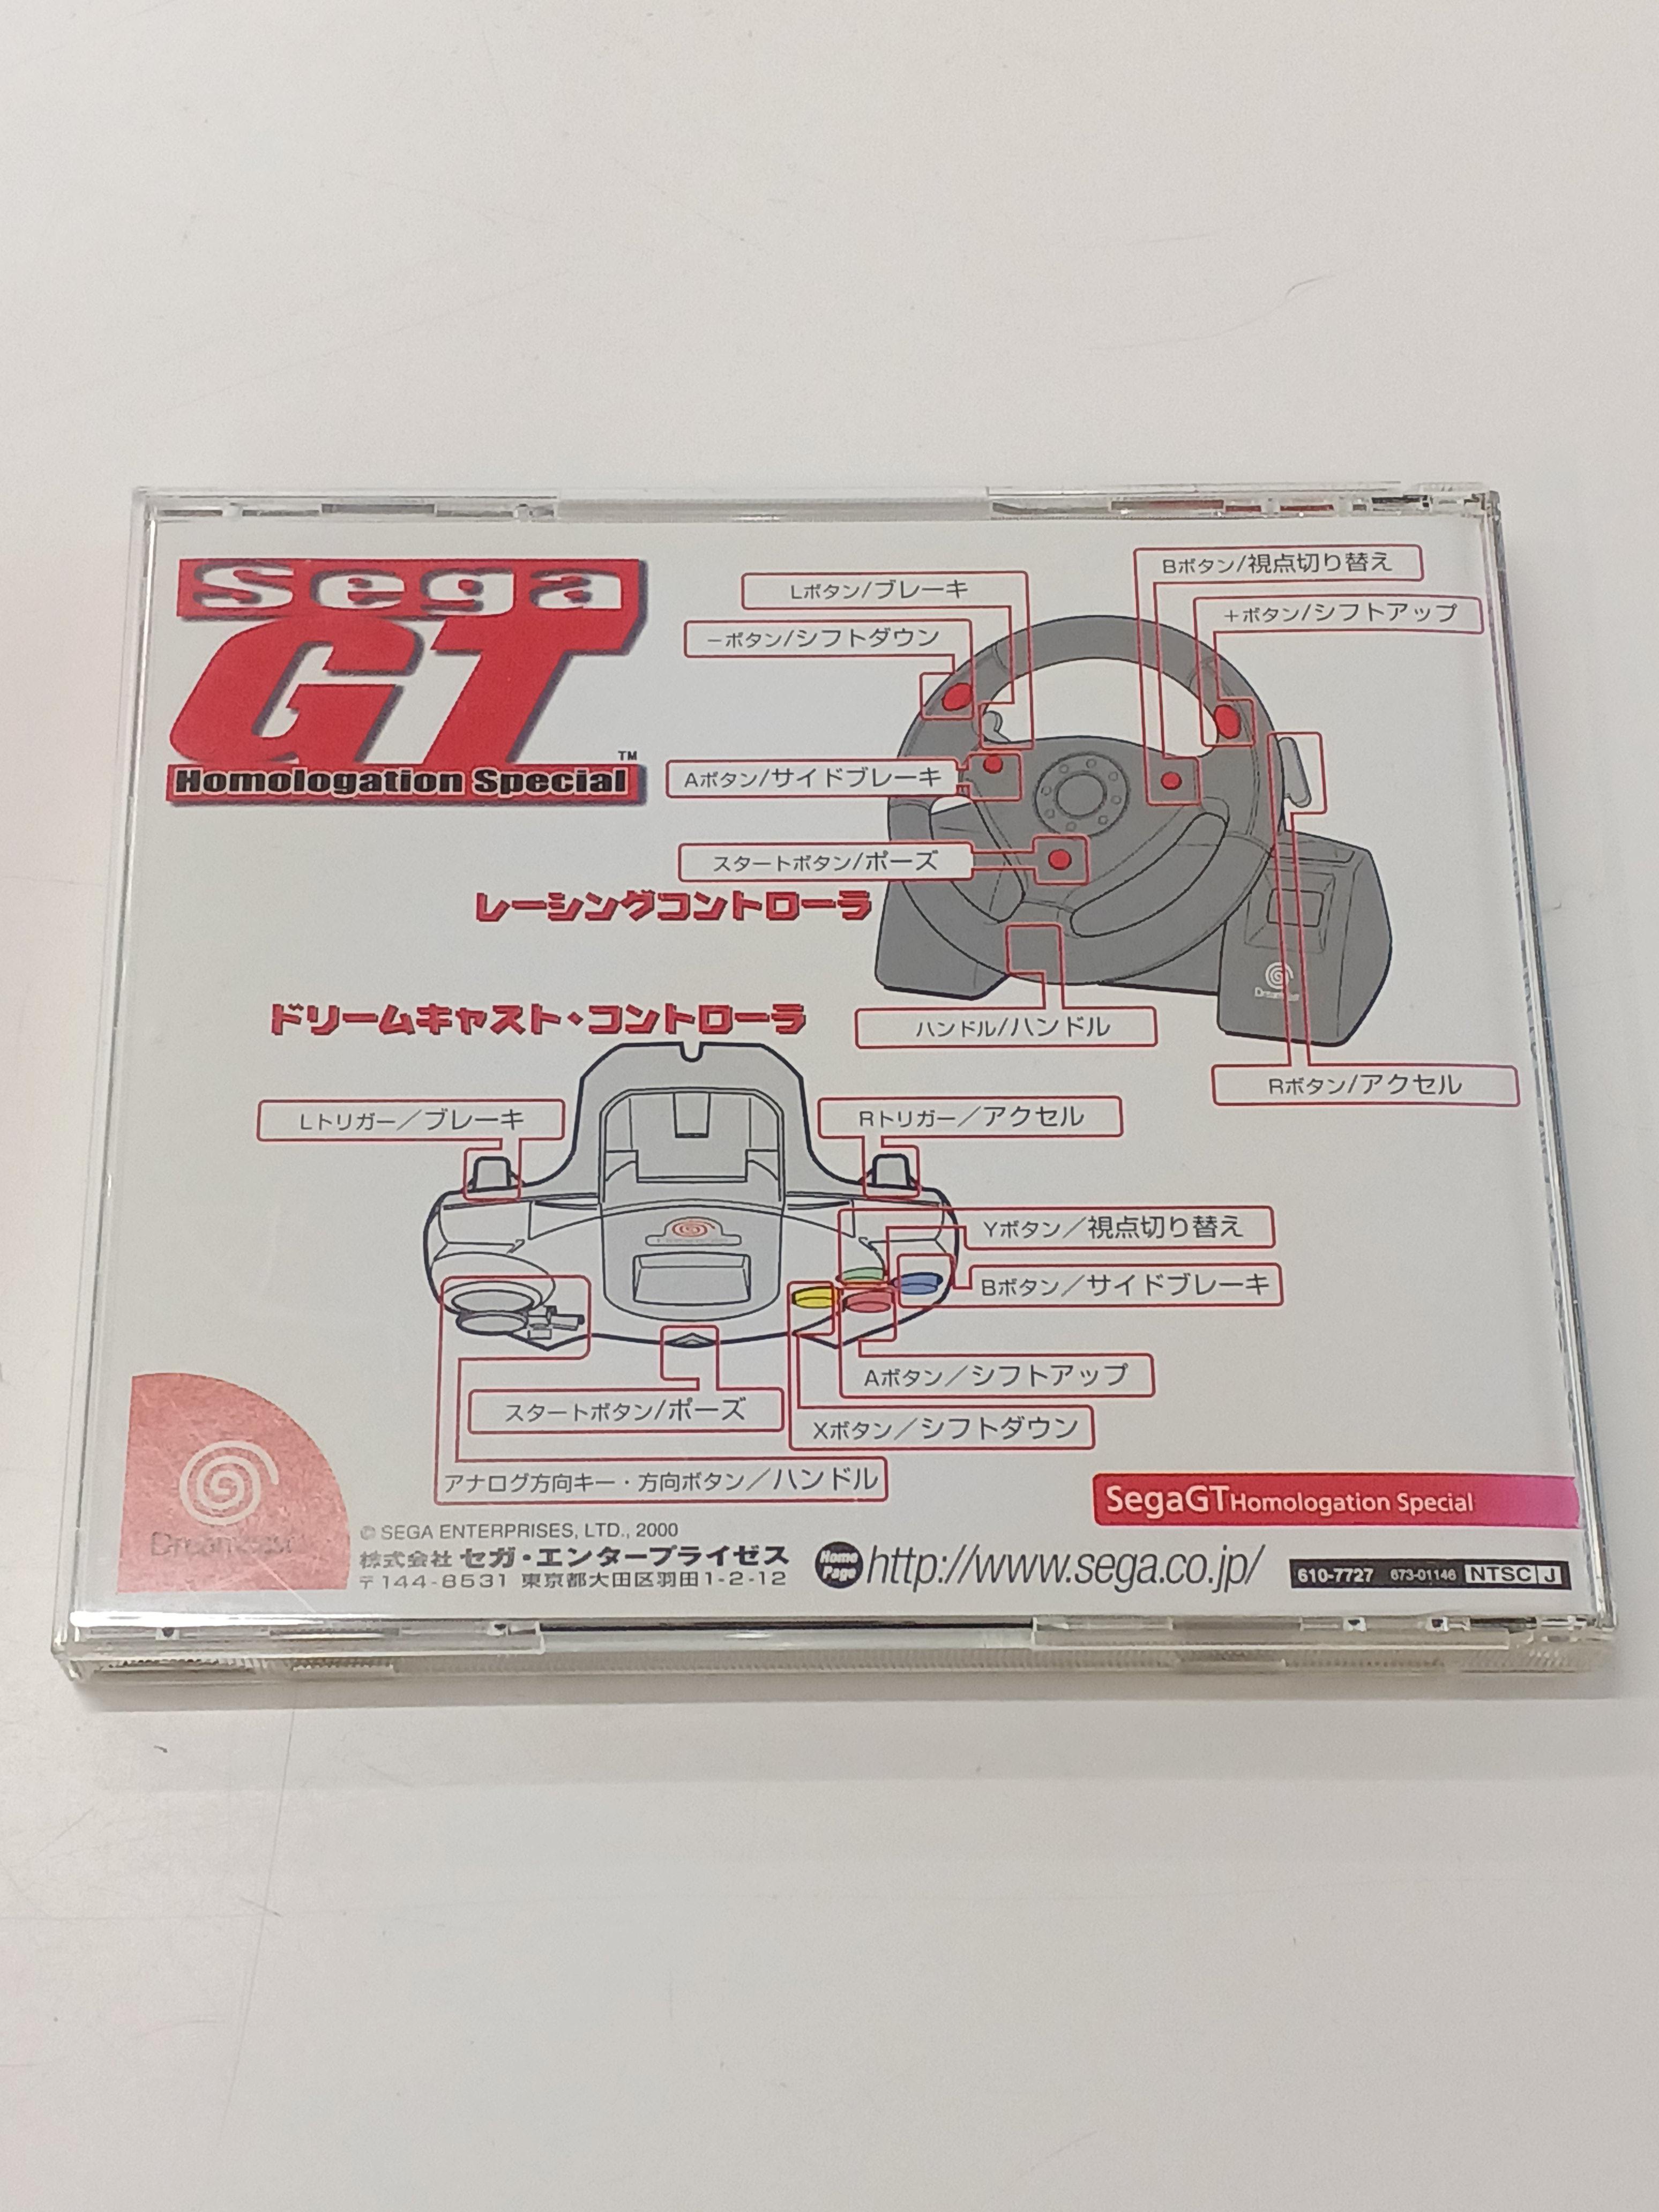 Sega
GT
TM
Homologation Special
Lボタン/ブレーキ
Bボタン/視点切り替え
−ボタン/シフトダウン
+ボタン/シフトアップ
Aボタン/サイドブレーキ
スタートボタン/ポーズ
レーシングコントローラ
Dreamcast
ハンドル/ハンドル
Rボタン/アクセル
ドリームキャスト・コントローラ
Lトリガー/ブレーキ
Rトリガー/アクセル
Yボタン/視点切り替え
Bボタン/サイドブレーキ
Aボタン/シフトアップ
スタートボタン/ポーズ
Xボタン/シフトダウン
アナログ方向キー・方向ボタン/ハンドル
Dreamcast
SegaGT Homologation Special
© SEGA ENTERPRISES, LTD., 2000
株式会社 セガ・エンタープライゼス
〒144-8531 東京都大田区羽田1-2-12
Home Page http://www.sega.co.jp/
610-7727 673-01146 NTSC J